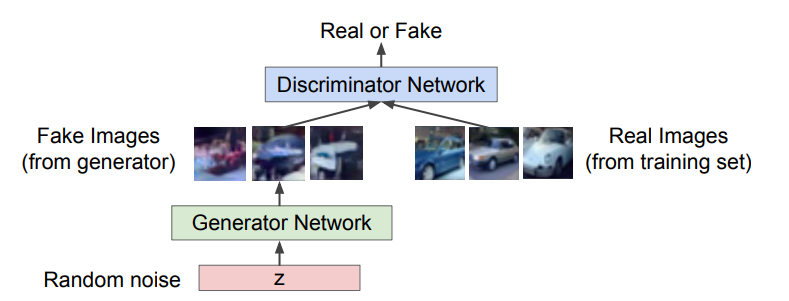 Real or Fake
Discriminator Network
Fake Images
(from generator)
Real Images
(from training set)
Generator Network
Random noise
z